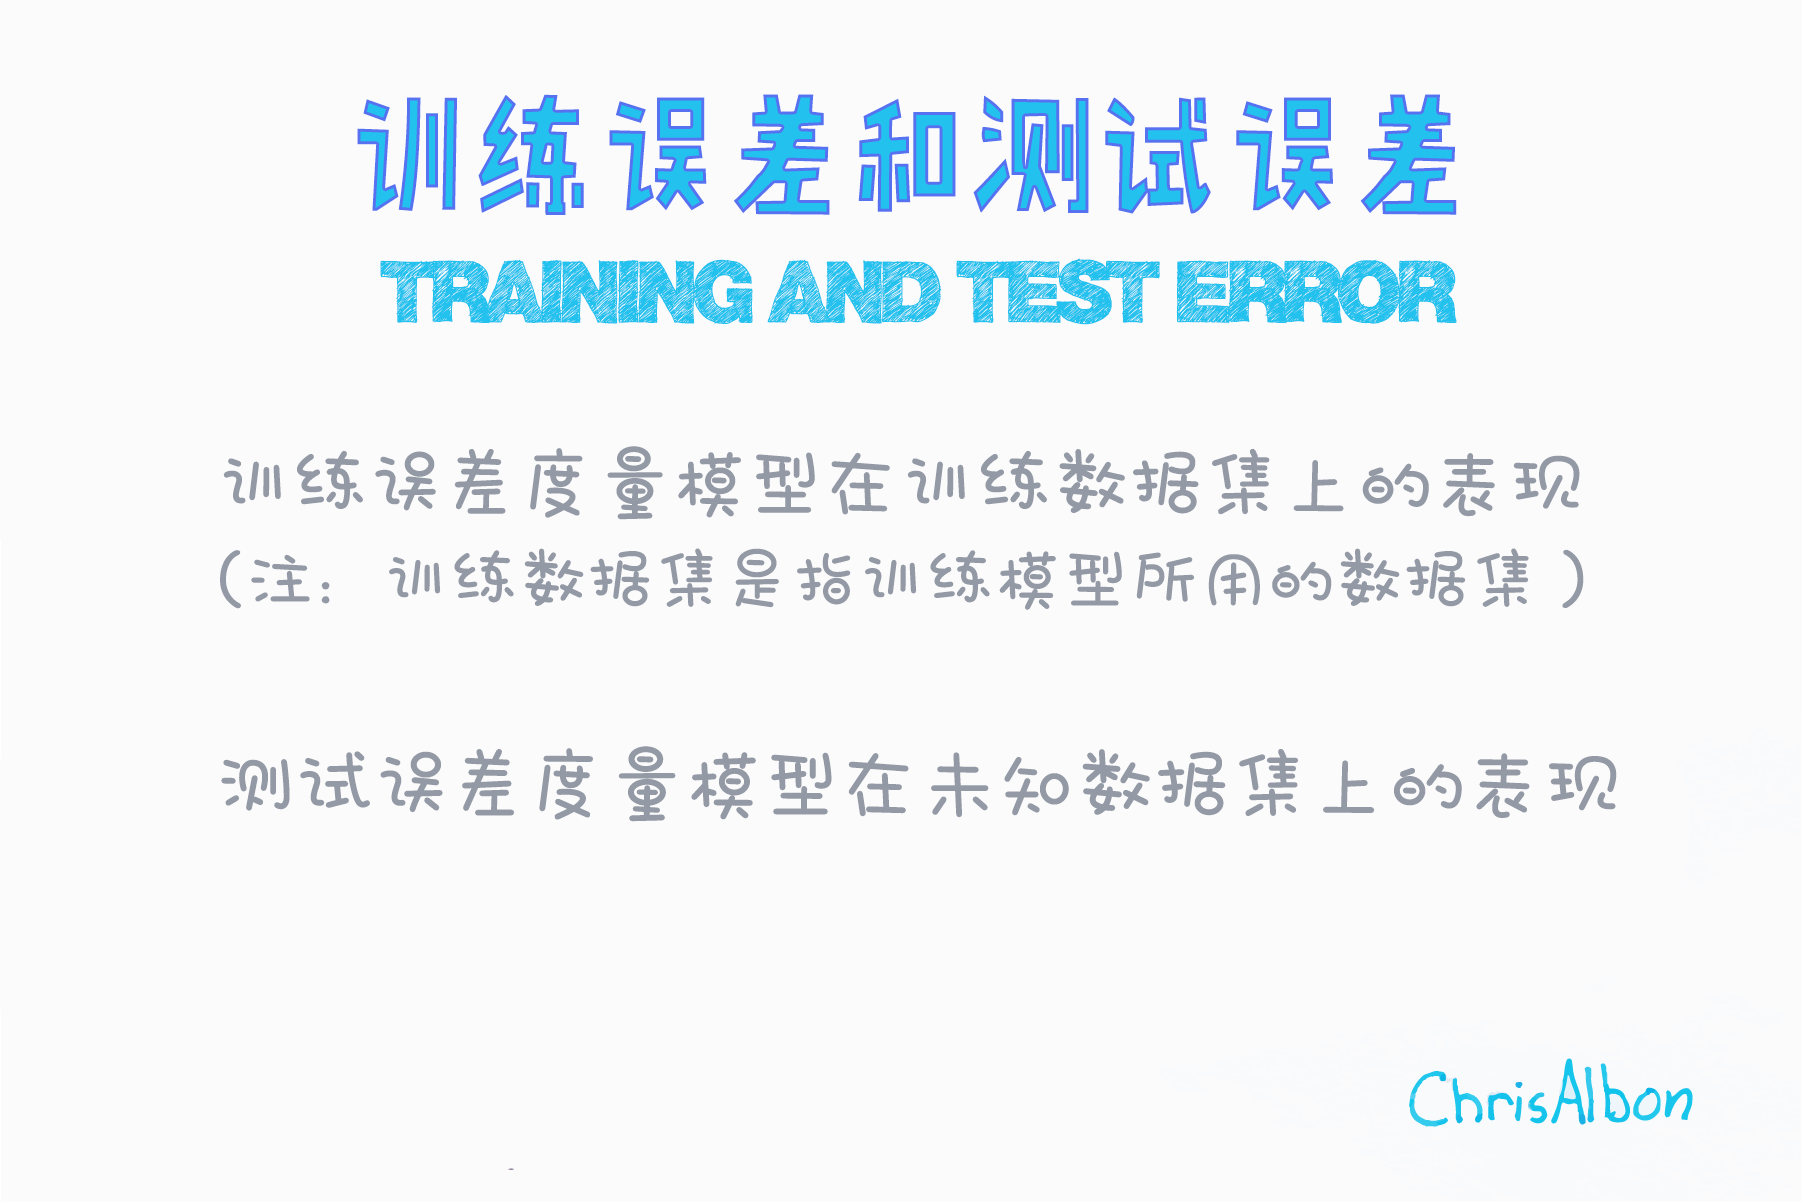 训练误差和测试误差
TRAINING AND TEST ERROR
训练误差度量模型在训练数据集上的表现
(注： 训练数据集是指训练模型所用的数据集 )
测试误差度量模型在未知数据集上的表现
ChrisAlbon